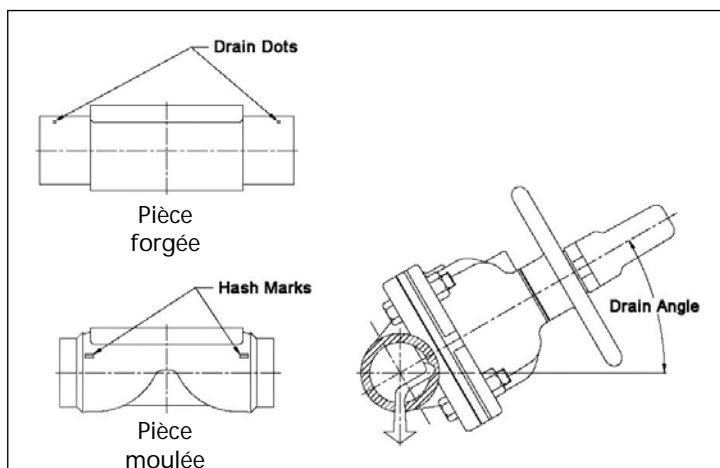 Drain Dots
Pièce
forgée
Hash Marks
Pièce
moulée
Drain Angle